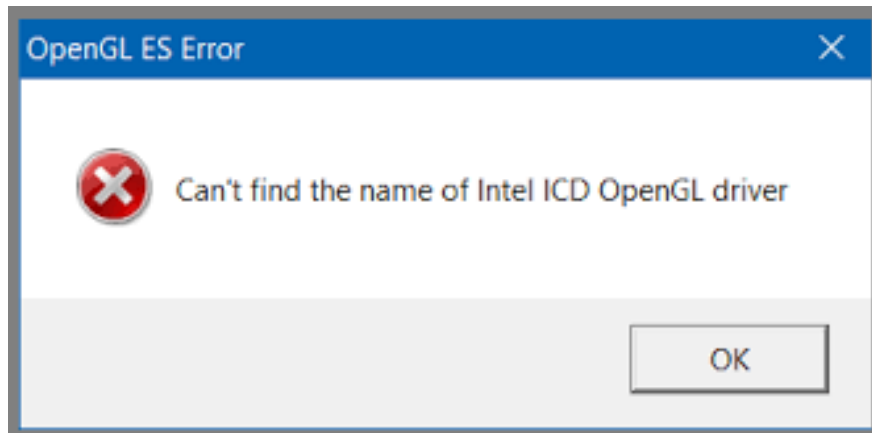 OpenGL ES Error
Can't find the name of Intel ICD OpenGL driver
OK